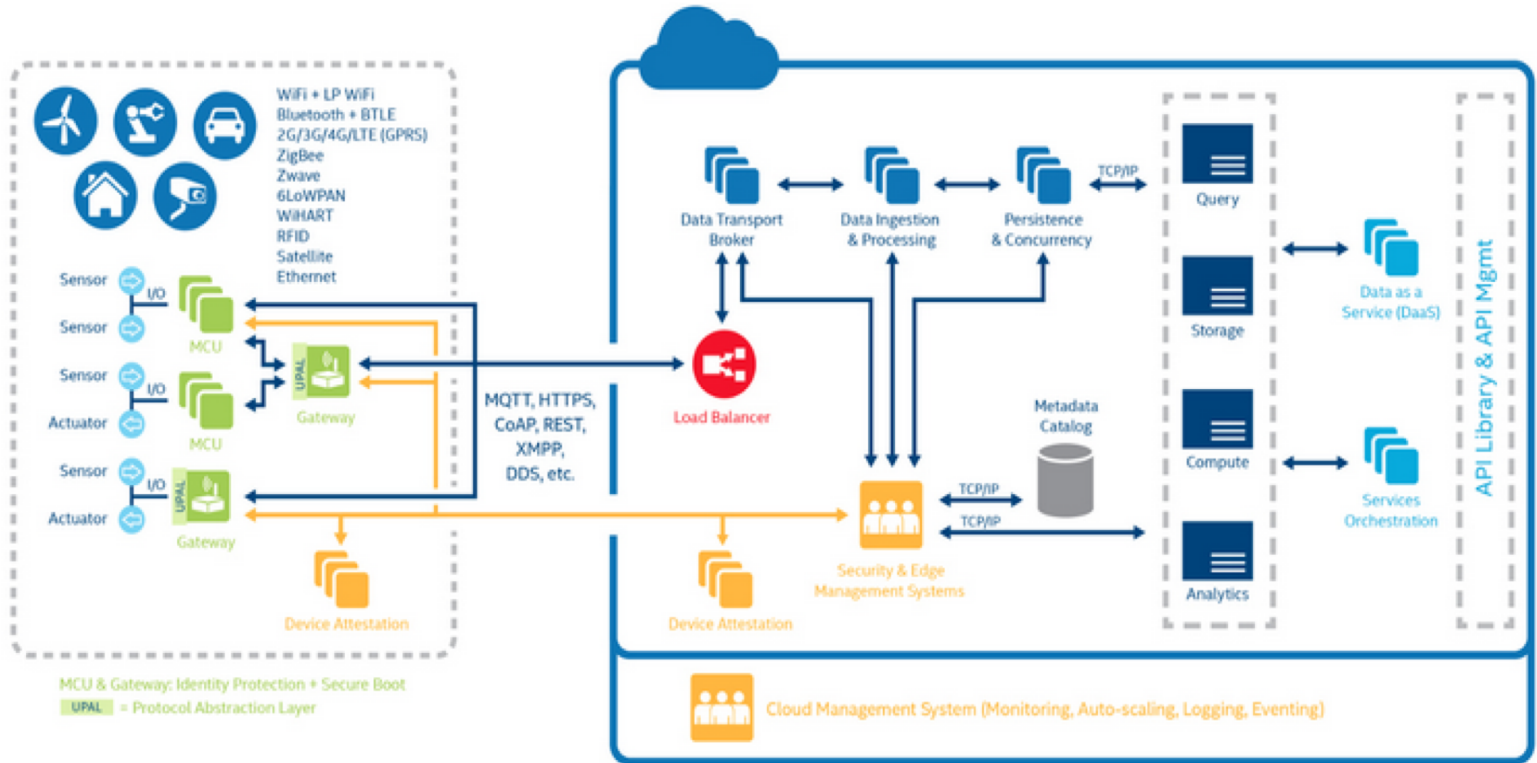 WiFi + LP WiFi
Bluetooth + BTLE
2G/3G/4G/LTE (GPRS)
ZigBee
Zwave
6LoWPAN
WiHART
RFID
Satellite
Ethernet
Sensor
I/O
Sensor
MCU
Sensor
I/O
Actuator
MCU
UPAL
Gateway
Sensor
I/O
Actuator
UPAL
Gateway
Device Attestation
MCU & Gateway: Identity Protection + Secure Boot
UPAL = Protocol Abstraction Layer
MQTT, HTTPS,
CoAP, REST,
XMPP,
DDS, etc.
Data Transport
Broker
Data Ingestion
& Processing
Persistence
& Concurrency
TCP/IP
Load Balancer
Metadata
Catalog
TCP/IP
TCP/IP
Security & Edge
Management Systems
Device Attestation
Query
Storage
Compute
Analytics
Data as a
Service (DaaS)
Services
Orchestration
API Library & API Mgmt
Cloud Management System (Monitoring, Auto-scaling, Logging, Eventing)